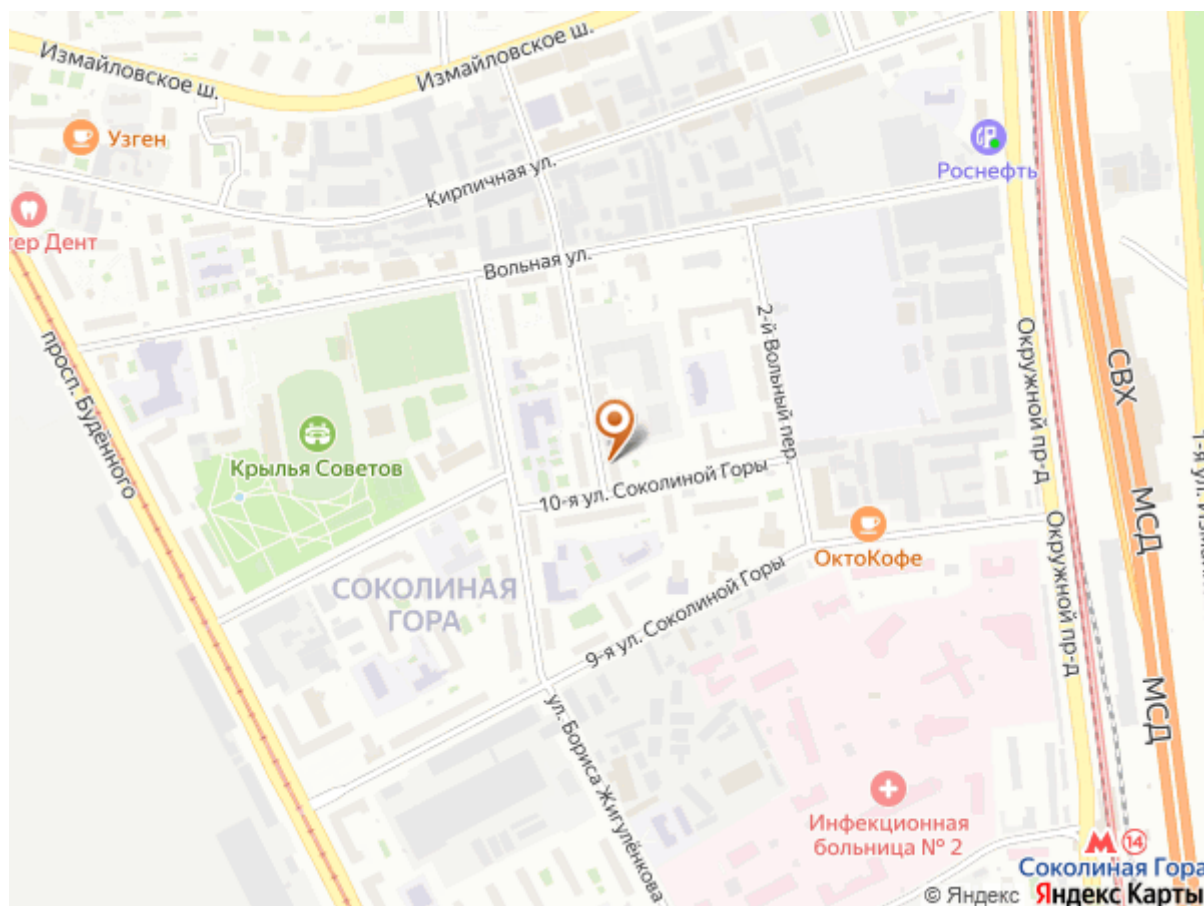 Измайловское ш.
Измайловское ш.
Узген
Роснефть
Кирпичная ул.
тер Дент
Вольная ул.
2-й Вольный пер.
просп. Будённого
Окружной пр-д
СВХ
МСД
Крылья Советов
10-я ул. Соколиной Горы
ОктоКофе
Окружной пр-д
СОКОЛИНАЯ
ГОРА
9-я ул. Соколиной Горы
МСД
ул. Бориса Жигулёнкова
Инфекционная
больница № 2
М 14
Соколиная Гора
© Яндекс Яндекс Карты